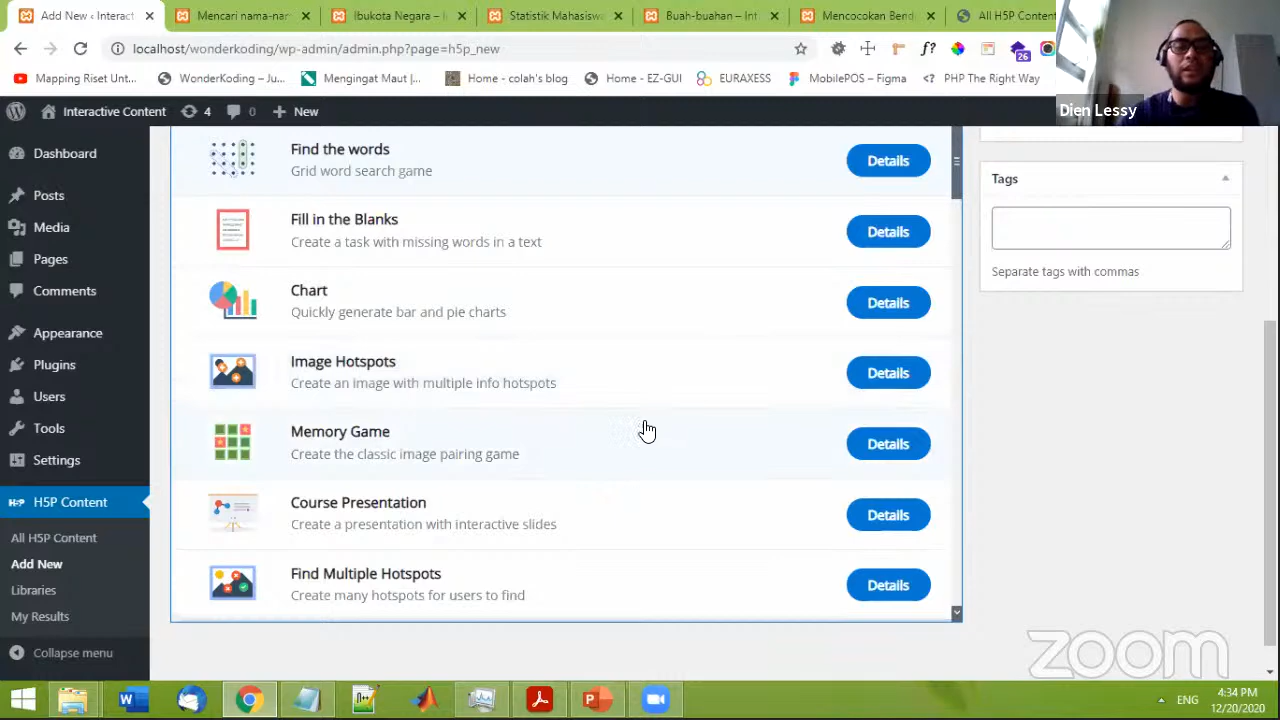 Add New ‹ Interact
Mencari nama-nam
Ibukota Negara – I
Statistik Mahasiswa
Buah-buahan – Int
Mencocokan Bend
All H5P Conten
localhost/wonderkoding/wp-admin/admin.php?page=h5p_new
f?
26
Mapping Riset Unt...
WonderKoding – Ju...
Mengingat Maut |...
Home - colah's blog
Home - EZ-GUI
EURAXESS
MobilePOS – Figma
<? PHP The Right Way
Dien Lessy
Interactive Content
4
0
New
Dashboard
Posts
Media
Pages
Comments
Appearance
Plugins
Users
Tools
Settings
H5P H5P Content
All H5P Content
Add New
Libraries
My Results
Collapse menu
Find the words
Grid word search game
Details
Fill in the Blanks
Create a task with missing words in a text
Details
Chart
Quickly generate bar and pie charts
Details
Image Hotspots
Create an image with multiple info hotspots
Details
Memory Game
Create the classic image pairing game
Details
Course Presentation
Create a presentation with interactive slides
Details
Find Multiple Hotspots
Create many hotspots for users to find
Details
Tags
Separate tags with commas
zoom
ENG
4:34 PM
12/20/2020